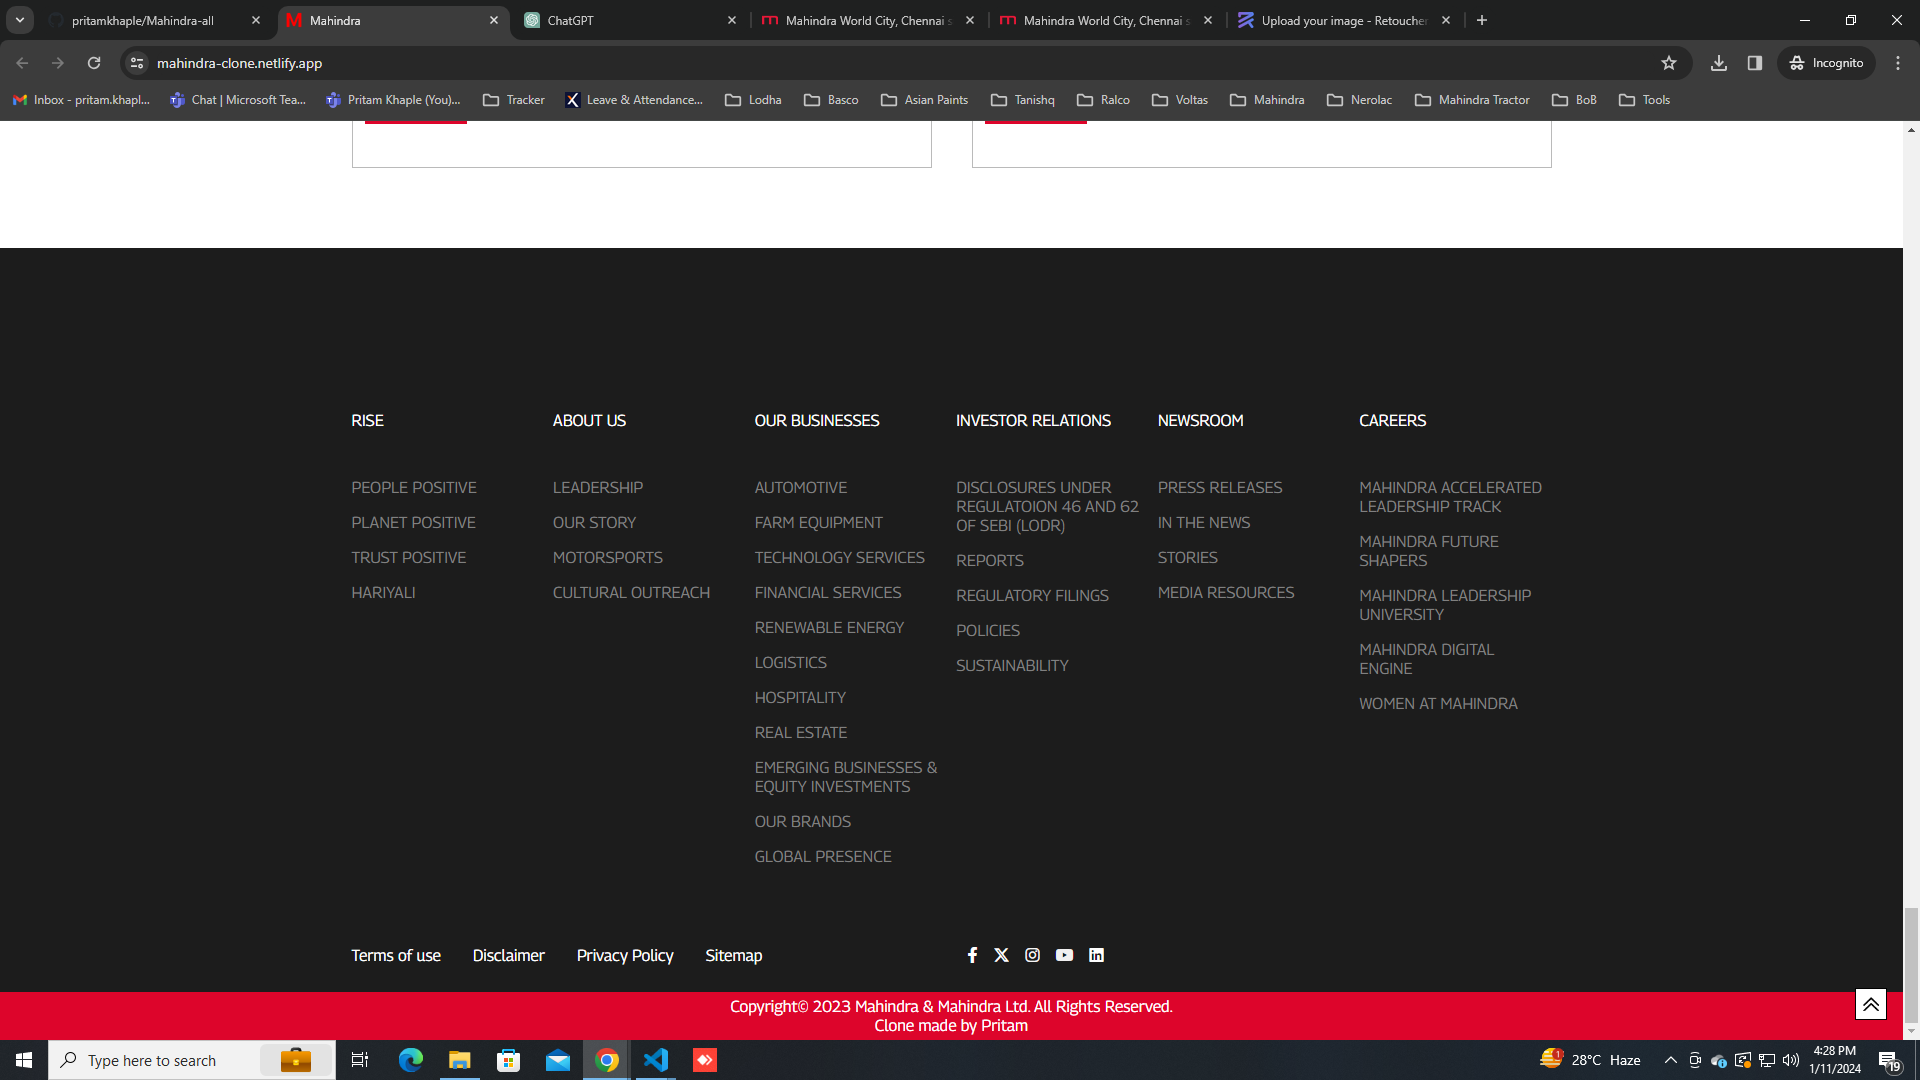 pritamkhaple/Mahindra-all
Mahindra
ChatGPT
Mahindra World City, Chennai
Mahindra World City, Chennai
Upload your image - Retoucher
mahindra-clone.netlify.app
Incognito
Inbox - pritam.khapl...
Chat | Microsoft Tea...
Pritam Khaple (You)...
Tracker
Leave & Attendance...
Lodha
Basco
Asian Paints
Tanishq
Ralco
Voltas
Mahindra
Nerolac
Mahindra Tractor
BoB
Tools
RISE
PEOPLE POSITIVE
PLANET POSITIVE
TRUST POSITIVE
HARIYALI
ABOUT US
LEADERSHIP
OUR STORY
MOTORSPORTS
CULTURAL OUTREACH
OUR BUSINESSES
AUTOMOTIVE
FARM EQUIPMENT
TECHNOLOGY SERVICES
FINANCIAL SERVICES
RENEWABLE ENERGY
LOGISTICS
HOSPITALITY
REAL ESTATE
EMERGING BUSINESSES &
EQUITY INVESTMENTS
OUR BRANDS
GLOBAL PRESENCE
INVESTOR RELATIONS
DISCLOSURES UNDER
REGULATOION 46 AND 62
OF SEBI (LODR)
REPORTS
REGULATORY FILINGS
POLICIES
SUSTAINABILITY
NEWSROOM
PRESS RELEASES
IN THE NEWS
STORIES
MEDIA RESOURCES
CAREERS
MAHINDRA ACCELERATED
LEADERSHIP TRACK
MAHINDRA FUTURE
SHAPERS
MAHINDRA LEADERSHIP
UNIVERSITY
MAHINDRA DIGITAL
ENGINE
WOMEN AT MAHINDRA
Terms of use
Disclaimer
Privacy Policy
Sitemap
Copyright© 2023 Mahindra & Mahindra Ltd. All Rights Reserved.
Clone made by Pritam
Type here to search
1
28°C Haze
4:28 PM
1/11/2024
19